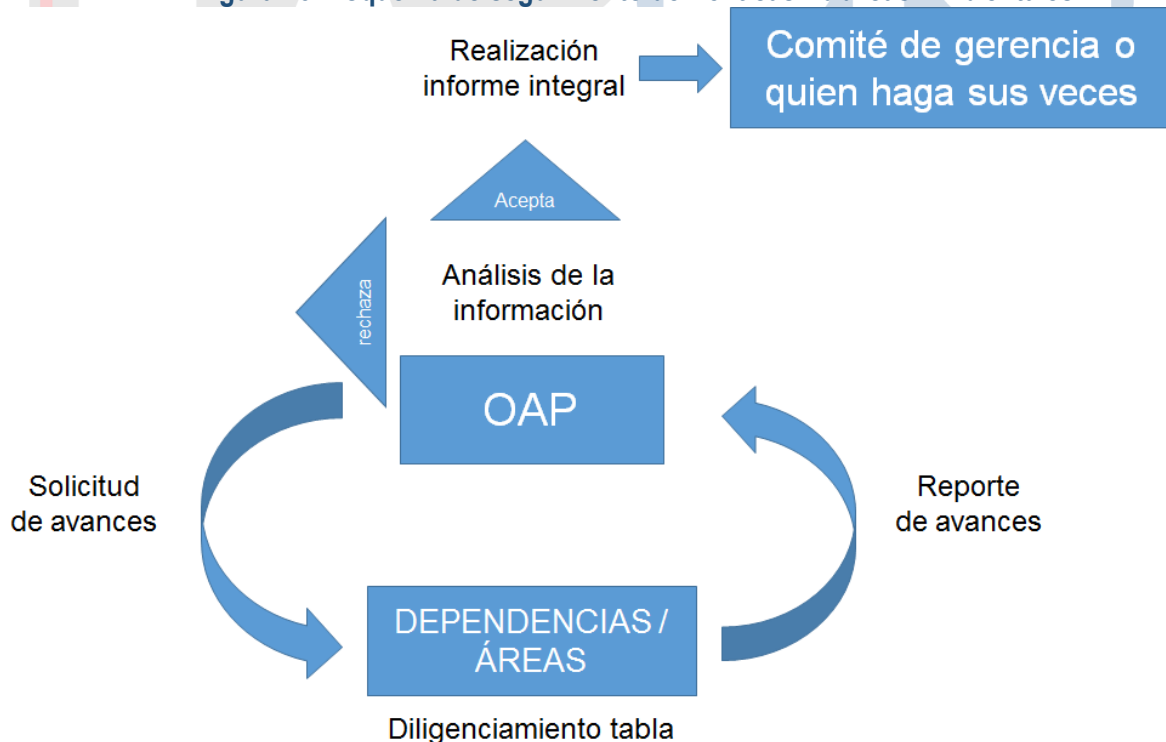 Realización
informe integral
Comité de gerencia o
quien haga sus veces
Acepta
rechaza
Análisis de la
información
OAP
Solicitud
de avances
Reporte
de avances
DEPENDENCIAS /
ÁREAS
Diligenciamiento tabla